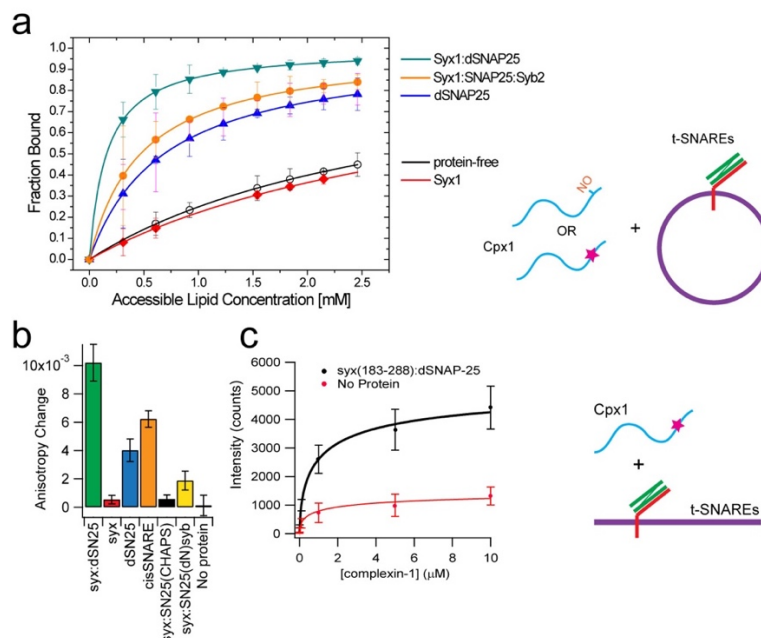 a
1.0
0.9
0.8
0.7
0.6
0.5
0.4
0.3
0.2
0.1
0.0
Fraction Bound
0.0 0.5 1.0 1.5 2.0 2.5
Accessible Lipid Concentration [mM]
Syx1:dSNAP25
Syx1:SNAP25:Syb2
dSNAP25
protein-free
Syx1
t-SNAREs
NO
OR
Cpx1
+
b
Anisotropy Change
10x10-3
8
6
4
2
0
syx:dSN25
syx
dSN25
cisSNARE
syx:SN25(CHAPS)
syx:SN25(dN)syb
No protein
c
syx(183-288):dSNAP-25
No Protein
Intensity (counts)
6000
5000
4000
3000
2000
1000
0
0 2 4 6 8 10
[complexin-1] (μM)
Cpx1
+
t-SNAREs